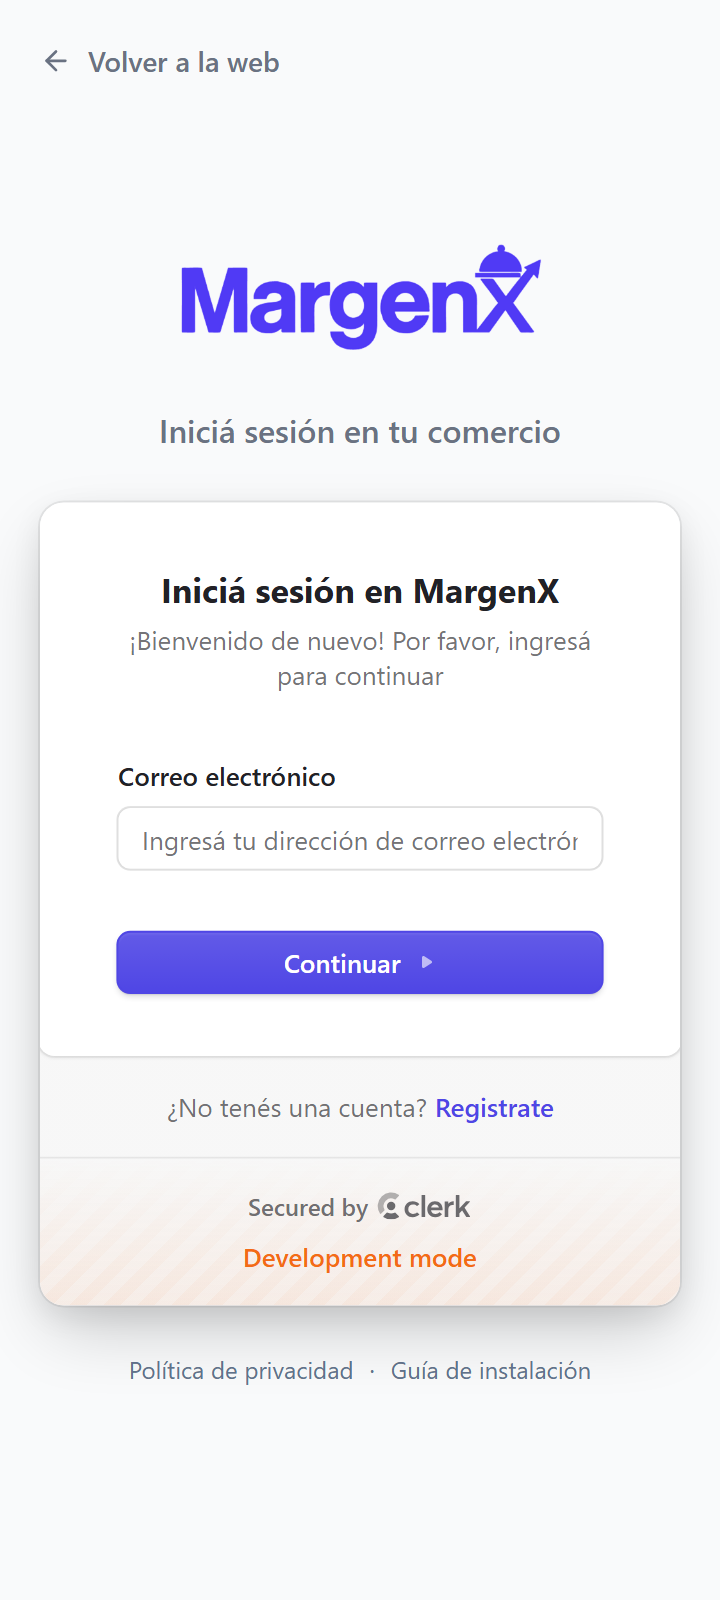 Volver a la web
MargenX
Iniciá sesión en tu comercio
Iniciá sesión en MargenX
¡Bienvenido de nuevo! Por favor, ingresá
para continuar
Correo electrónico
Ingresá tu dirección de correo electrón
Continuar
¿No tenés una cuenta? Registrate
Secured by clerk
Development mode
Política de privacidad · Guía de instalación